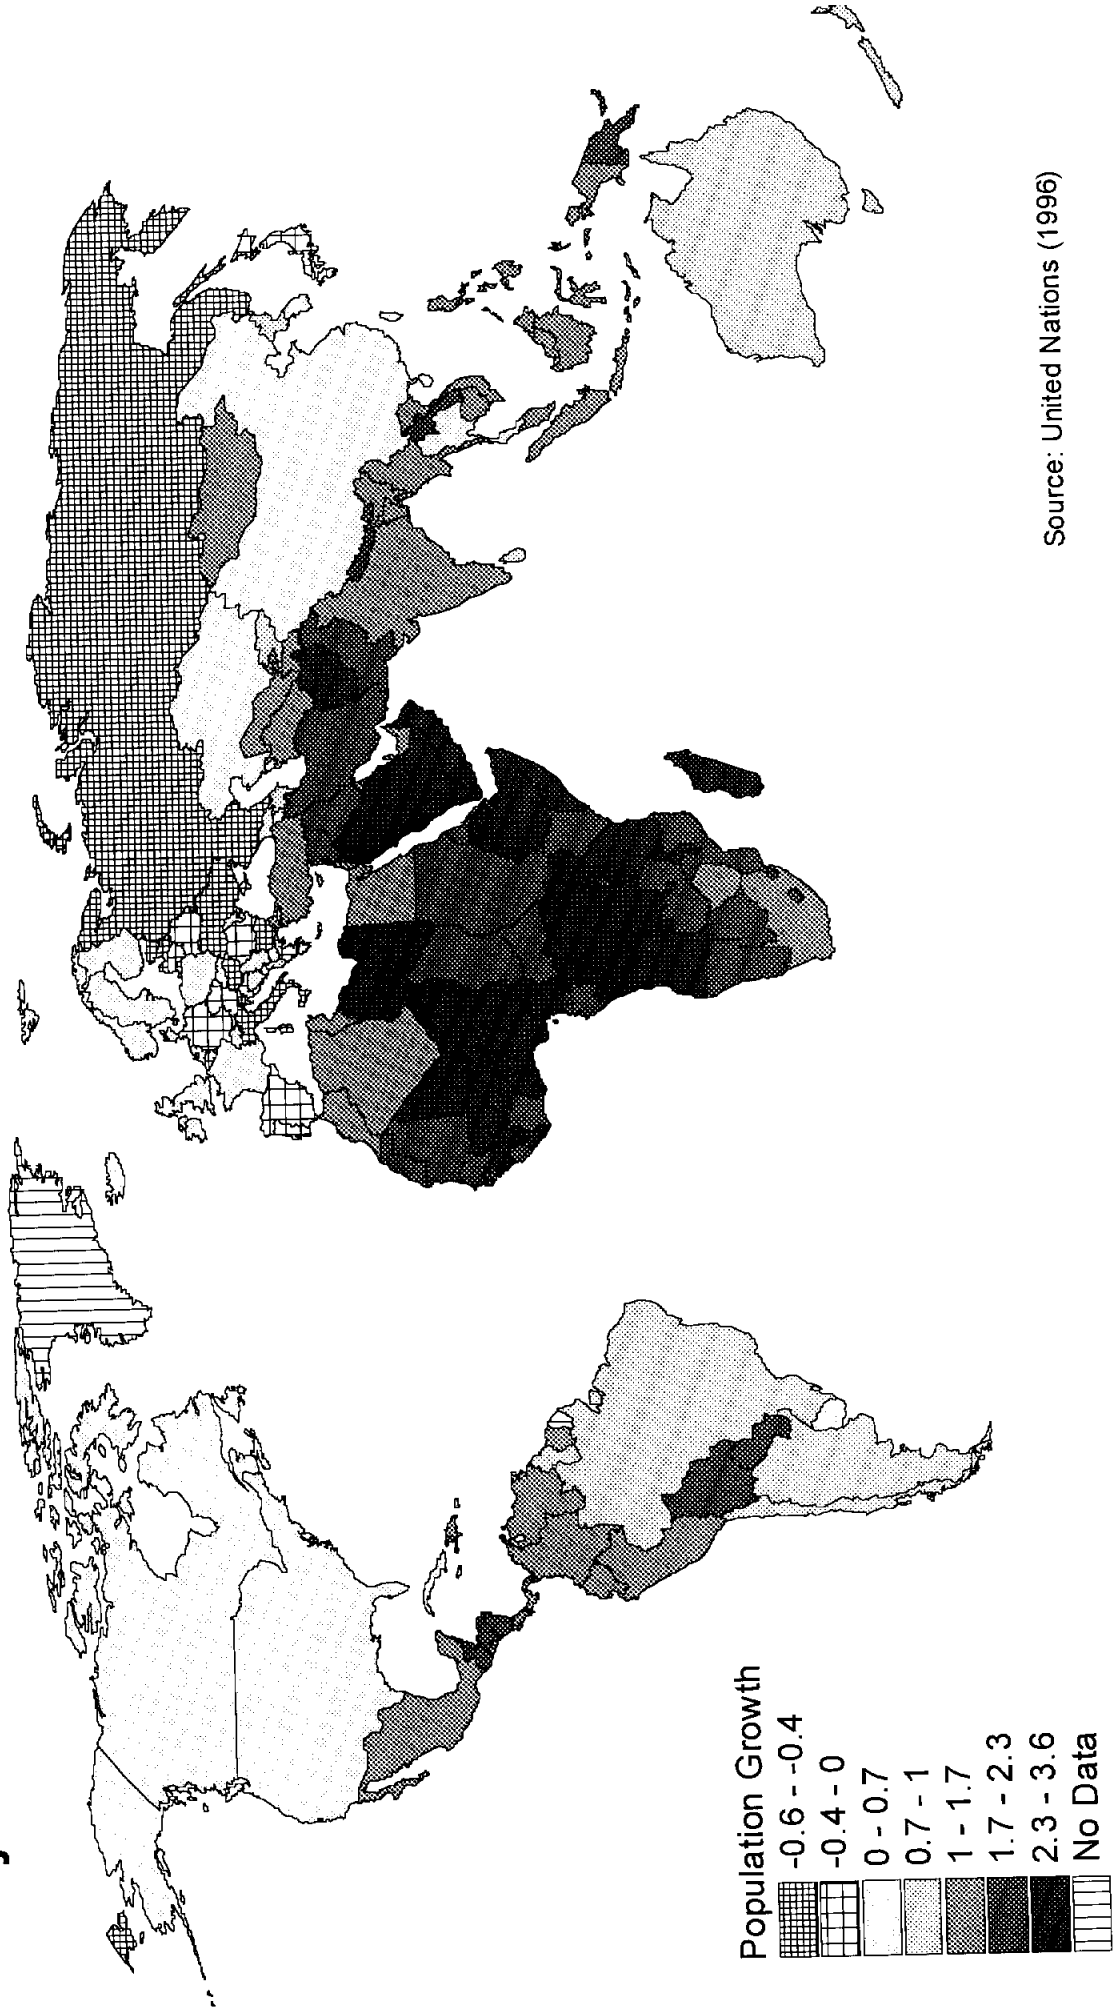 Population Growth
-0.6 - -0.4
-0.4 - 0
0 - 0.7
0.7 - 1
1 - 1.7
1.7 - 2.3
2.3 - 3.6
No Data
Source: United Nations (1996)